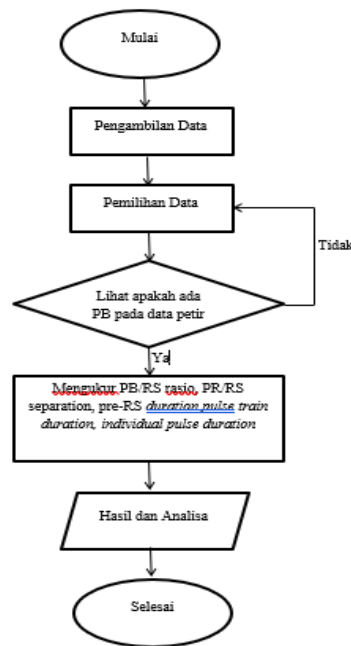 Mulai
Pengambilan Data
Pemilihan Data
Tidak
Lihat apakah ada
PB pada data petir
Ya
Mengukur PB/RS rasio, PR/RS
separation, pre-RS duration,pulse train
duration, individual pulse duration
Hasil dan Analisa
Selesai